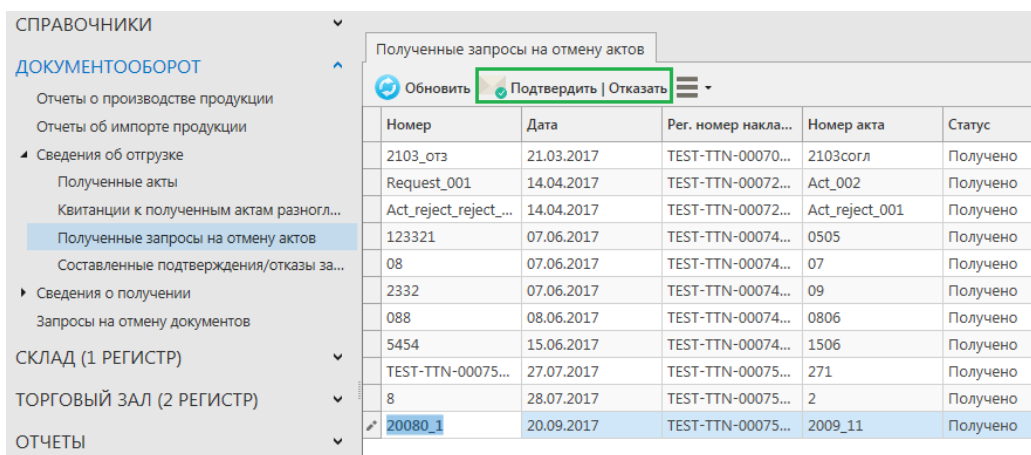 СПРАВОЧНИКИ
ДОКУМЕНТООБОРОТ
Отчеты о производстве продукции
Отчеты об импорте продукции
Сведения об отгрузке
Полученные акты
Квитанции к полученным актам разногл...
Полученные запросы на отмену актов
Составленные подтверждения/отказы за...
Сведения о получении
Запросы на отмену документов
СКЛАД (1 РЕГИСТР)
ТОРГОВЫЙ ЗАЛ (2 РЕГИСТР)
ОТЧЕТЫ
Полученные запросы на отмену актов
Обновить Подтвердить | Отказать
Номер Дата Рег. номер накла... Номер акта Статус
2103_отз 21.03.2017 TEST-TTN-00070... 2103согл Получено
Request_001 14.04.2017 TEST-TTN-00072... Act_002 Получено
Act_reject_reject_... 14.04.2017 TEST-TTN-00072... Act_reject_001 Получено
123321 07.06.2017 TEST-TTN-00074... 0505 Получено
08 07.06.2017 TEST-TTN-00074... 07 Получено
2332 07.06.2017 TEST-TTN-00074... 09 Получено
088 08.06.2017 TEST-TTN-00074... 0806 Получено
5454 15.06.2017 TEST-TTN-00074... 1506 Получено
TEST-TTN-00075... 27.07.2017 TEST-TTN-00075... 271 Получено
8 28.07.2017 TEST-TTN-00075... 2 Получено
20080_1 20.09.2017 TEST-TTN-00075... 2009_11 Получено